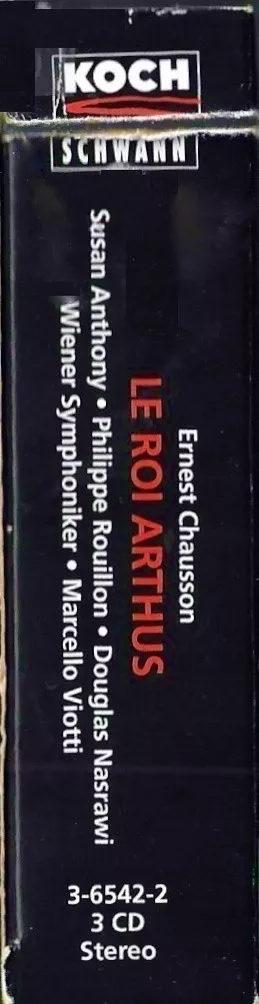 KOCH
SCHWANN
Ernest Chausson
LE ROI ARTHUS
Susan Anthony • Philippe Rouillon • Douglas Nasrawi
Wiener Symphoniker • Marcello Viotti
3-6542-2
3 CD
Stereo